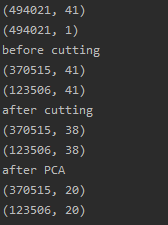 (494021, 41)
(494021, 1)
before cutting
(370515, 41)
(123506, 41)
after cutting
(370515, 38)
(123506, 38)
after PCA
(370515, 20)
(123506, 20)